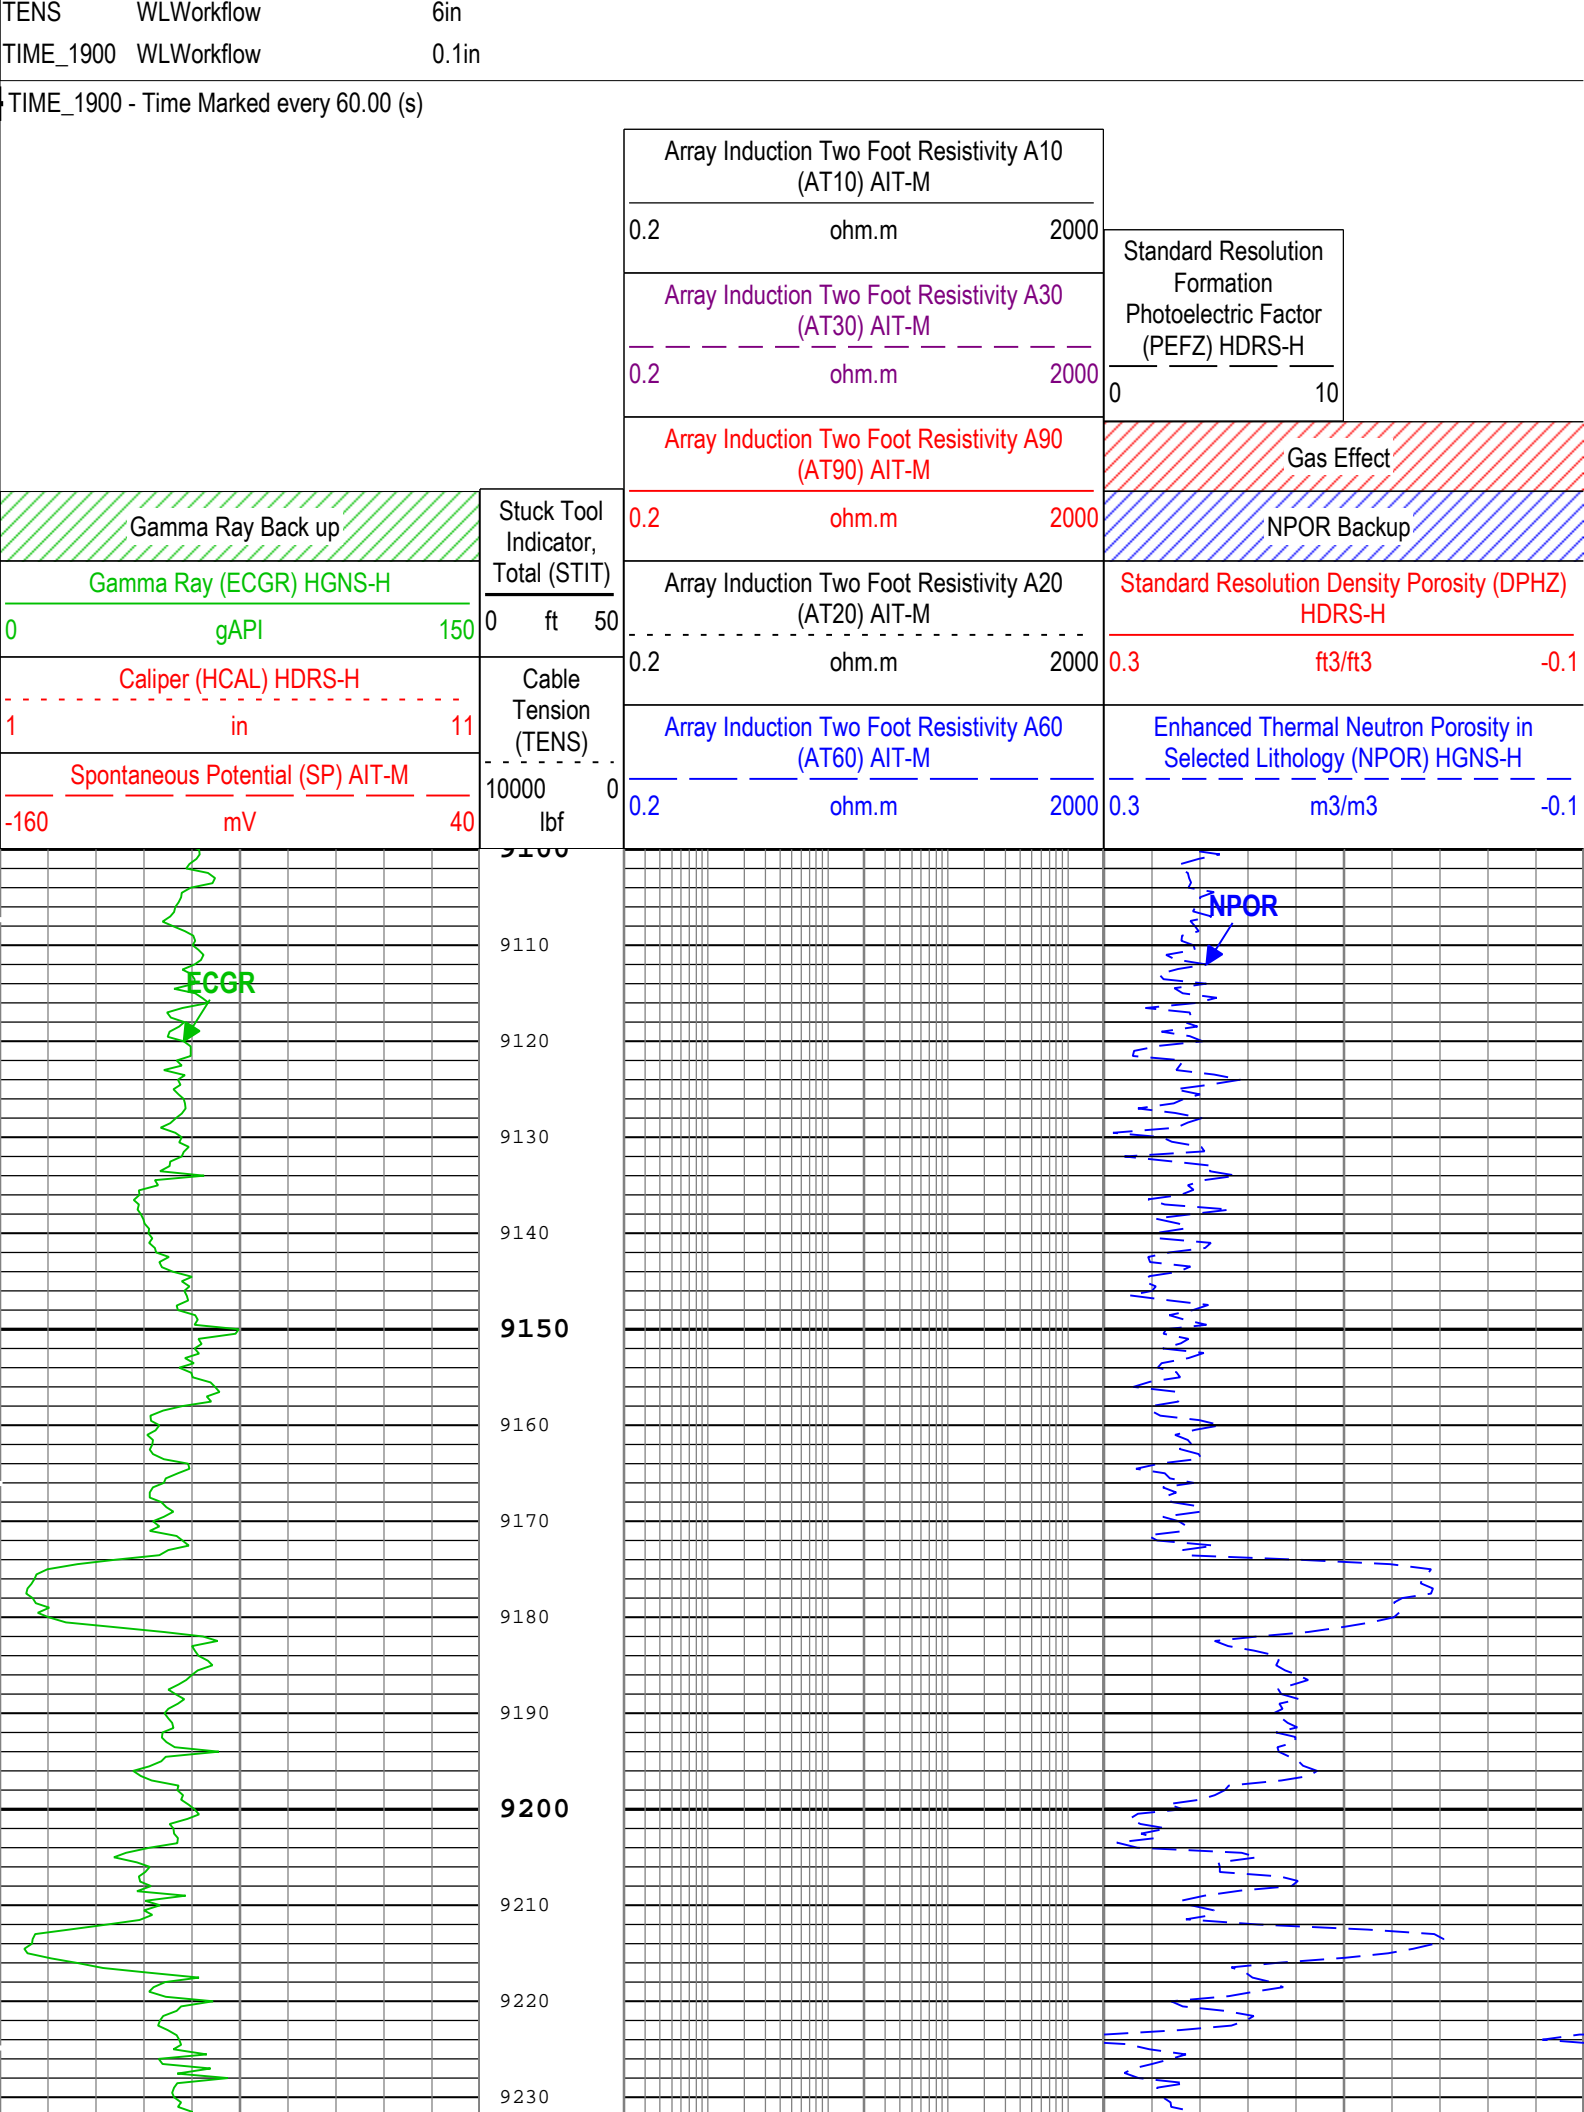 TENS WLWorkflow 6in
TIME_1900 WLWorkflow 0.1in
TIME_1900 - Time Marked every 60.00 (s)
Array Induction Two Foot Resistivity A10
(AT10) AIT-M
0.2 ohm.m 2000
Array Induction Two Foot Resistivity A30
(AT30) AIT-M
0.2 ohm.m 2000
Array Induction Two Foot Resistivity A90
(AT90) AIT-M
0.2 ohm.m 2000
Array Induction Two Foot Resistivity A20
(AT20) AIT-M
0.2 ohm.m 2000
Array Induction Two Foot Resistivity A60
(AT60) AIT-M
0.2 ohm.m 2000
Standard Resolution
Formation
Photoelectric Factor
(PEFZ) HDRS-H
0 10
Gas Effect
NPOR Backup
Standard Resolution Density Porosity (DPHZ)
HDRS-H
0.3 ft3/ft3 -0.1
Enhanced Thermal Neutron Porosity in
Selected Lithology (NPOR) HGNS-H
0.3 m3/m3 -0.1
Gamma Ray Back up
Gamma Ray (ECGR) HGNS-H
0 gAPI 150
Caliper (HCAL) HDRS-H
1 in 11
Spontaneous Potential (SP) AIT-M
-160 mV 40
Stuck Tool
Indicator,
Total (STIT)
0 ft 50
Cable
Tension
(TENS)
10000 0
lbf
9100
NPOR
9110
ECGR
9120
9130
9140
9150
9160
9170
9180
9190
9200
9210
9220
9230